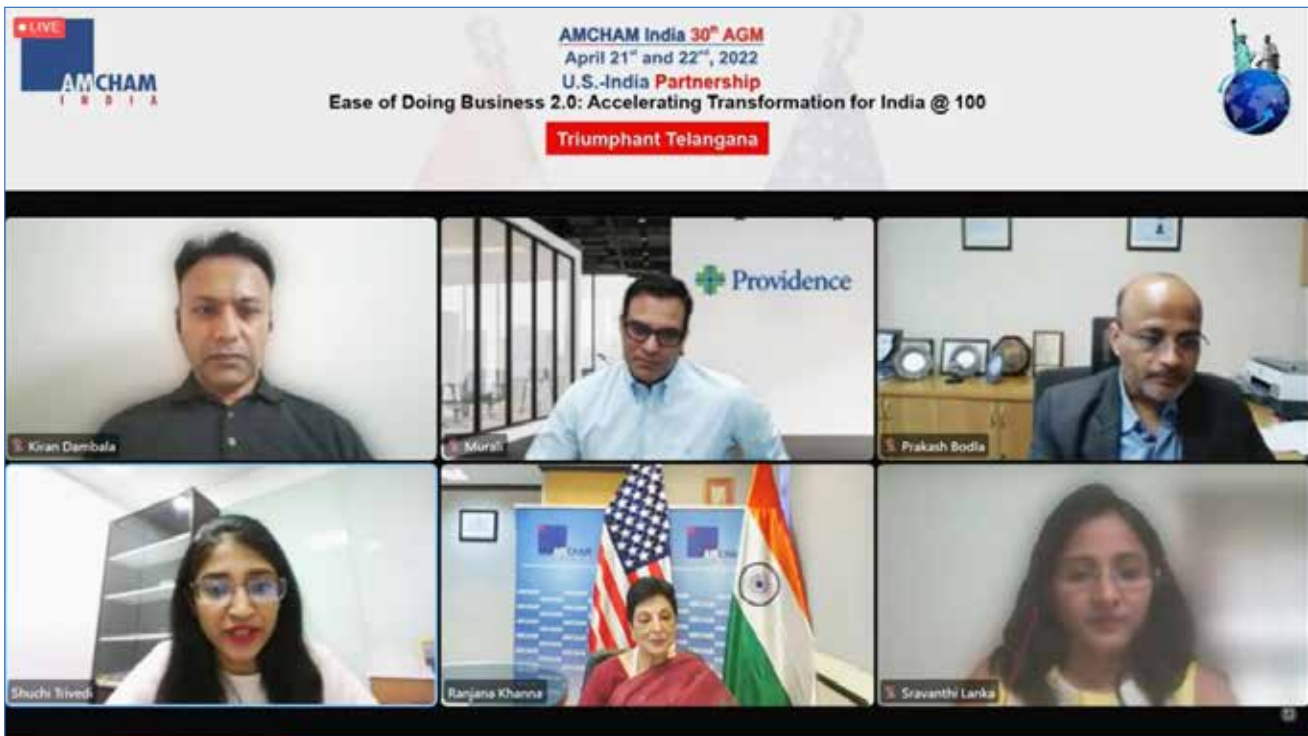 LIVE
AMCHAM
INDIA
AMCHAM India 30th AGM
April 21st and 22nd, 2022
U.S.-India Partnership
Ease of Doing Business 2.0: Accelerating Transformation for India @ 100
Triumphant Telangana
Providence
Kiran Dambala
Murali
Prakash Bodla
AMCHAM
AMCHAM
Shuchi Trivedi
Ranjana Khanna
Sravanthi Lanka